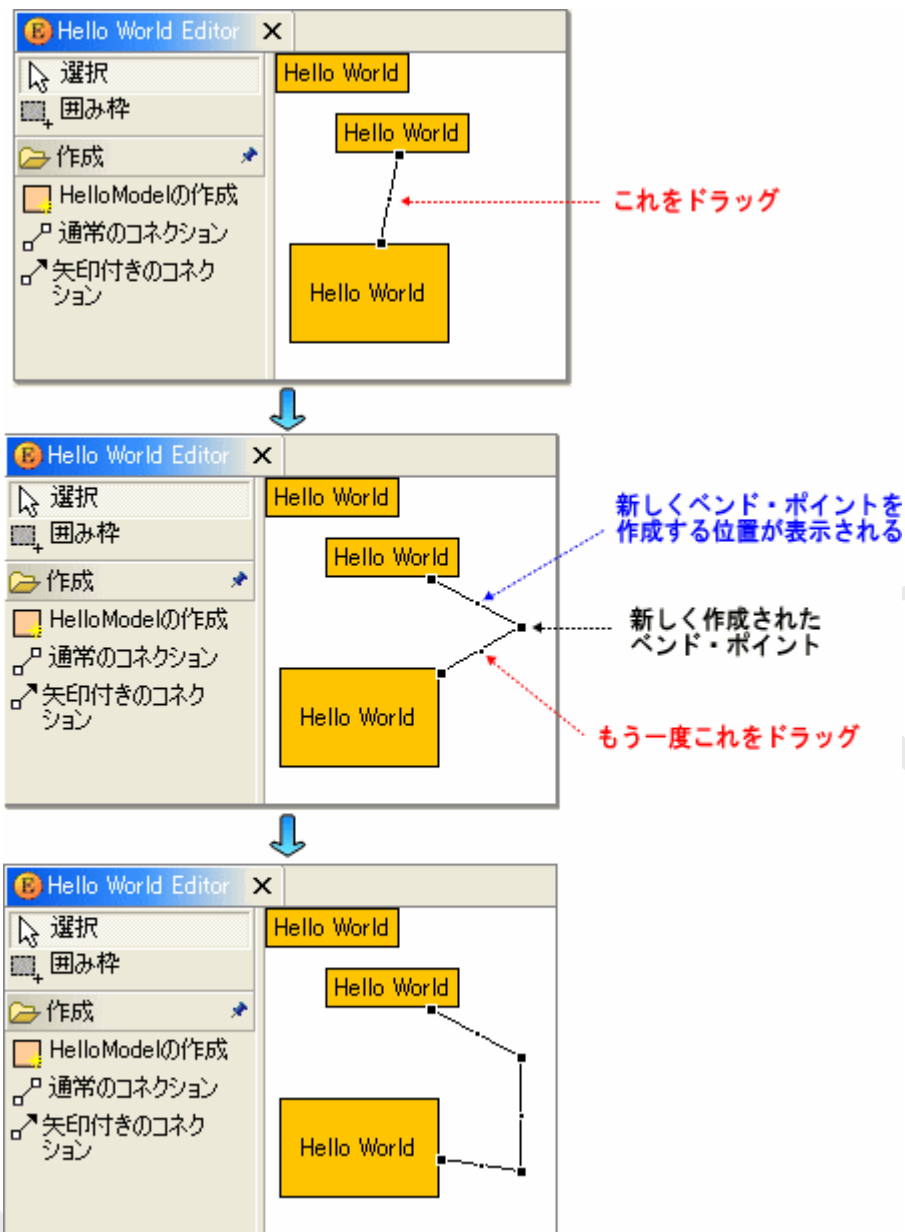 Hello World Editor
選択
囲み枠
作成
HelloModelの作成
通常のコネクション
矢印付きのコネク
ション
Hello World
Hello World
Hello World
これをドラッグ
Hello World Editor
選択
囲み枠
作成
HelloModelの作成
通常のコネクション
矢印付きのコネク
ション
Hello World
Hello World
Hello World
新しくベンド・ポイントを
作成する位置が表示される
新しく作成された
ベンド・ポイント
もう一度これをドラッグ
Hello World Editor
選択
囲み枠
作成
HelloModelの作成
通常のコネクション
矢印付きのコネク
ション
Hello World
Hello World
Hello World